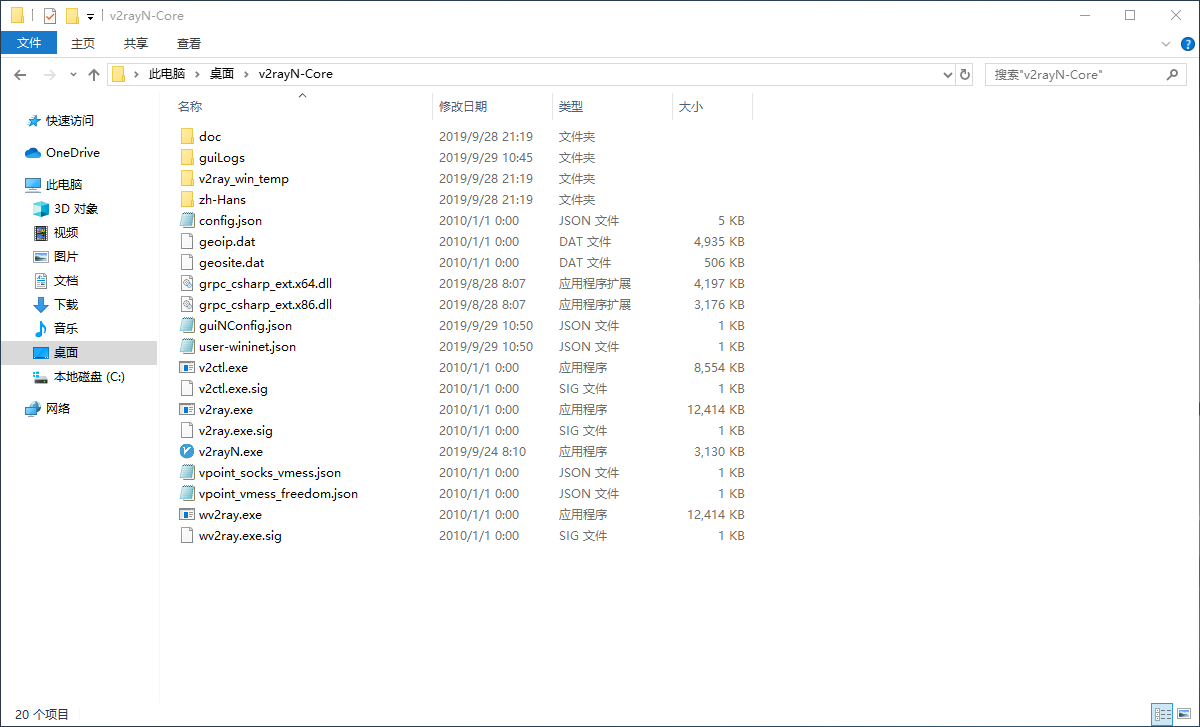 v2rayN-Core
文件 主页 共享 查看
此电脑 桌面 v2rayN-Core 搜索"v2rayN-Core"
名称 修改日期 类型 大小
快速访问
OneDrive
此电脑
3D 对象
视频
图片
文档
下载
音乐
桌面
本地磁盘 (C:)
网络
doc 2019/9/28 21:19 文件夹
guiLogs 2019/9/29 10:45 文件夹
v2ray_win_temp 2019/9/28 21:19 文件夹
zh-Hans 2019/9/28 21:19 文件夹
config.json 2010/1/1 0:00 JSON 文件 5 KB
geoip.dat 2010/1/1 0:00 DAT 文件 4,935 KB
geosite.dat 2010/1/1 0:00 DAT 文件 506 KB
grpc_csharp_ext.x64.dll 2019/8/28 8:07 应用程序扩展 4,197 KB
grpc_csharp_ext.x86.dll 2019/8/28 8:07 应用程序扩展 3,176 KB
guiNConfig.json 2019/9/29 10:50 JSON 文件 1 KB
user-wininet.json 2019/9/29 10:50 JSON 文件 1 KB
v2ctl.exe 2010/1/1 0:00 应用程序 8,554 KB
v2ctl.exe.sig 2010/1/1 0:00 SIG 文件 1 KB
v2ray.exe 2010/1/1 0:00 应用程序 12,414 KB
v2ray.exe.sig 2010/1/1 0:00 SIG 文件 1 KB
v2rayN.exe 2019/9/24 8:10 应用程序 3,130 KB
vpoint_socks_vmess.json 2010/1/1 0:00 JSON 文件 1 KB
vpoint_vmess_freedom.json 2010/1/1 0:00 JSON 文件 1 KB
wv2ray.exe 2010/1/1 0:00 应用程序 12,414 KB
wv2ray.exe.sig 2010/1/1 0:00 SIG 文件 1 KB
20 个项目